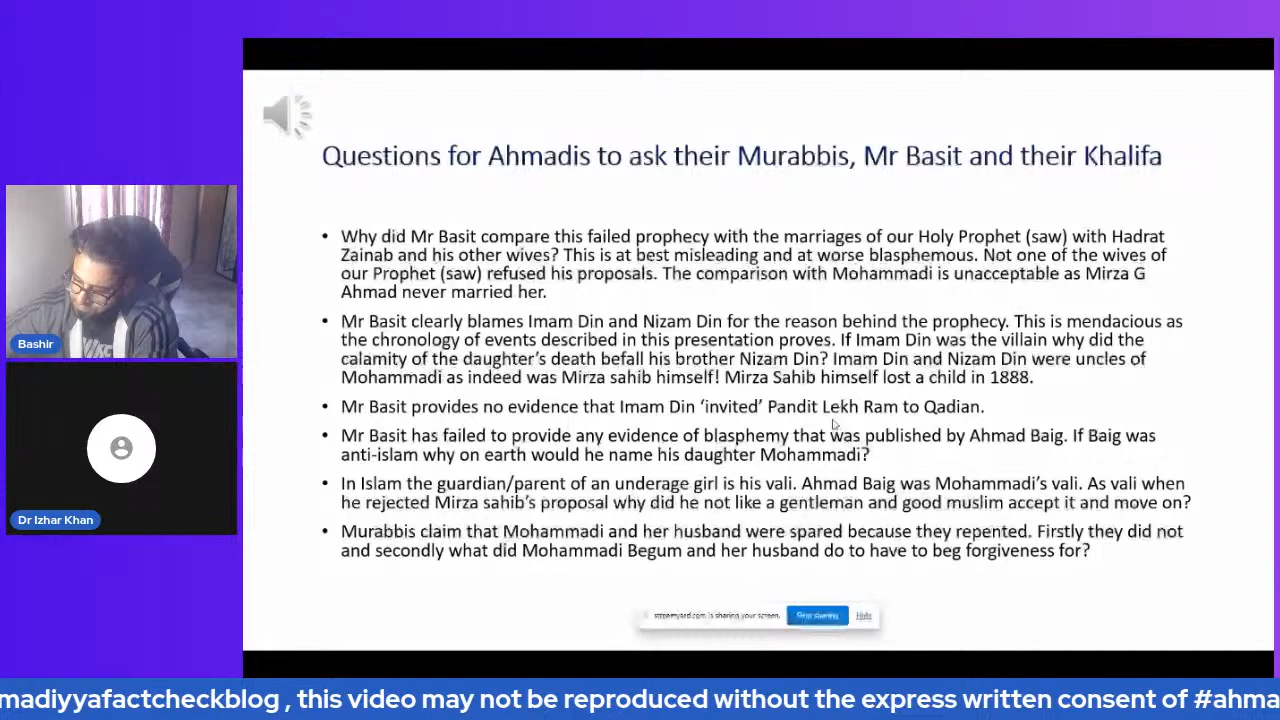 Questions for Ahmadis to ask their Murabbis, Mr Basit and their Khalifa
• Why did Mr Basit compare this failed prophecy with the marriages of our Holy Prophet (saw) with Hadrat
Zainab and his other wives? This is at best misleading and at worse blasphemous. Not one of the wives of
our Prophet (saw) refused his proposals. The comparison with Mohammadi is unacceptable as Mirza G
Ahmad never married her.
• Mr Basit clearly blames Imam Din and Nizam Din for the reason behind the prophecy. This is mendacious as
the chronology of events described in this presentation proves. If Imam Din was the villain why did the
calamity of the daughter's death befall his brother Nizam Din? Imam Din and Nizam Din were uncles of
Mohammadi as indeed was Mirza sahib himself! Mirza Sahib himself lost a child in 1888.
• Mr Basit provides no evidence that Imam Din ‘invited’ Pandit Lekh Ram to Qadian.
• Mr Basit has failed to provide any evidence of blasphemy that was published by Ahmad Baig. If Baig was
anti-islam why on earth would he name his daughter Mohammadi?
• In Islam the guardian/parent of an underage girl is his vali. Ahmad Baig was Mohammadi's vali. As vali when
he rejected Mirza sahib's proposal why did he not like a gentleman and good muslim accept it and move on?
• Murabbis claim that Mohammadi and her husband were spared because they repented. Firstly they did not
and secondly what did Mohammadi Begum and her husband do to have to beg forgiveness for?
NIKE
Bashir
Dr Izhar Khan
streamyard.com is sharing your screen.
Stop sharing
Hide
madiyyafactcheckblog , this video may not be reproduced without the express written consent of #ahma